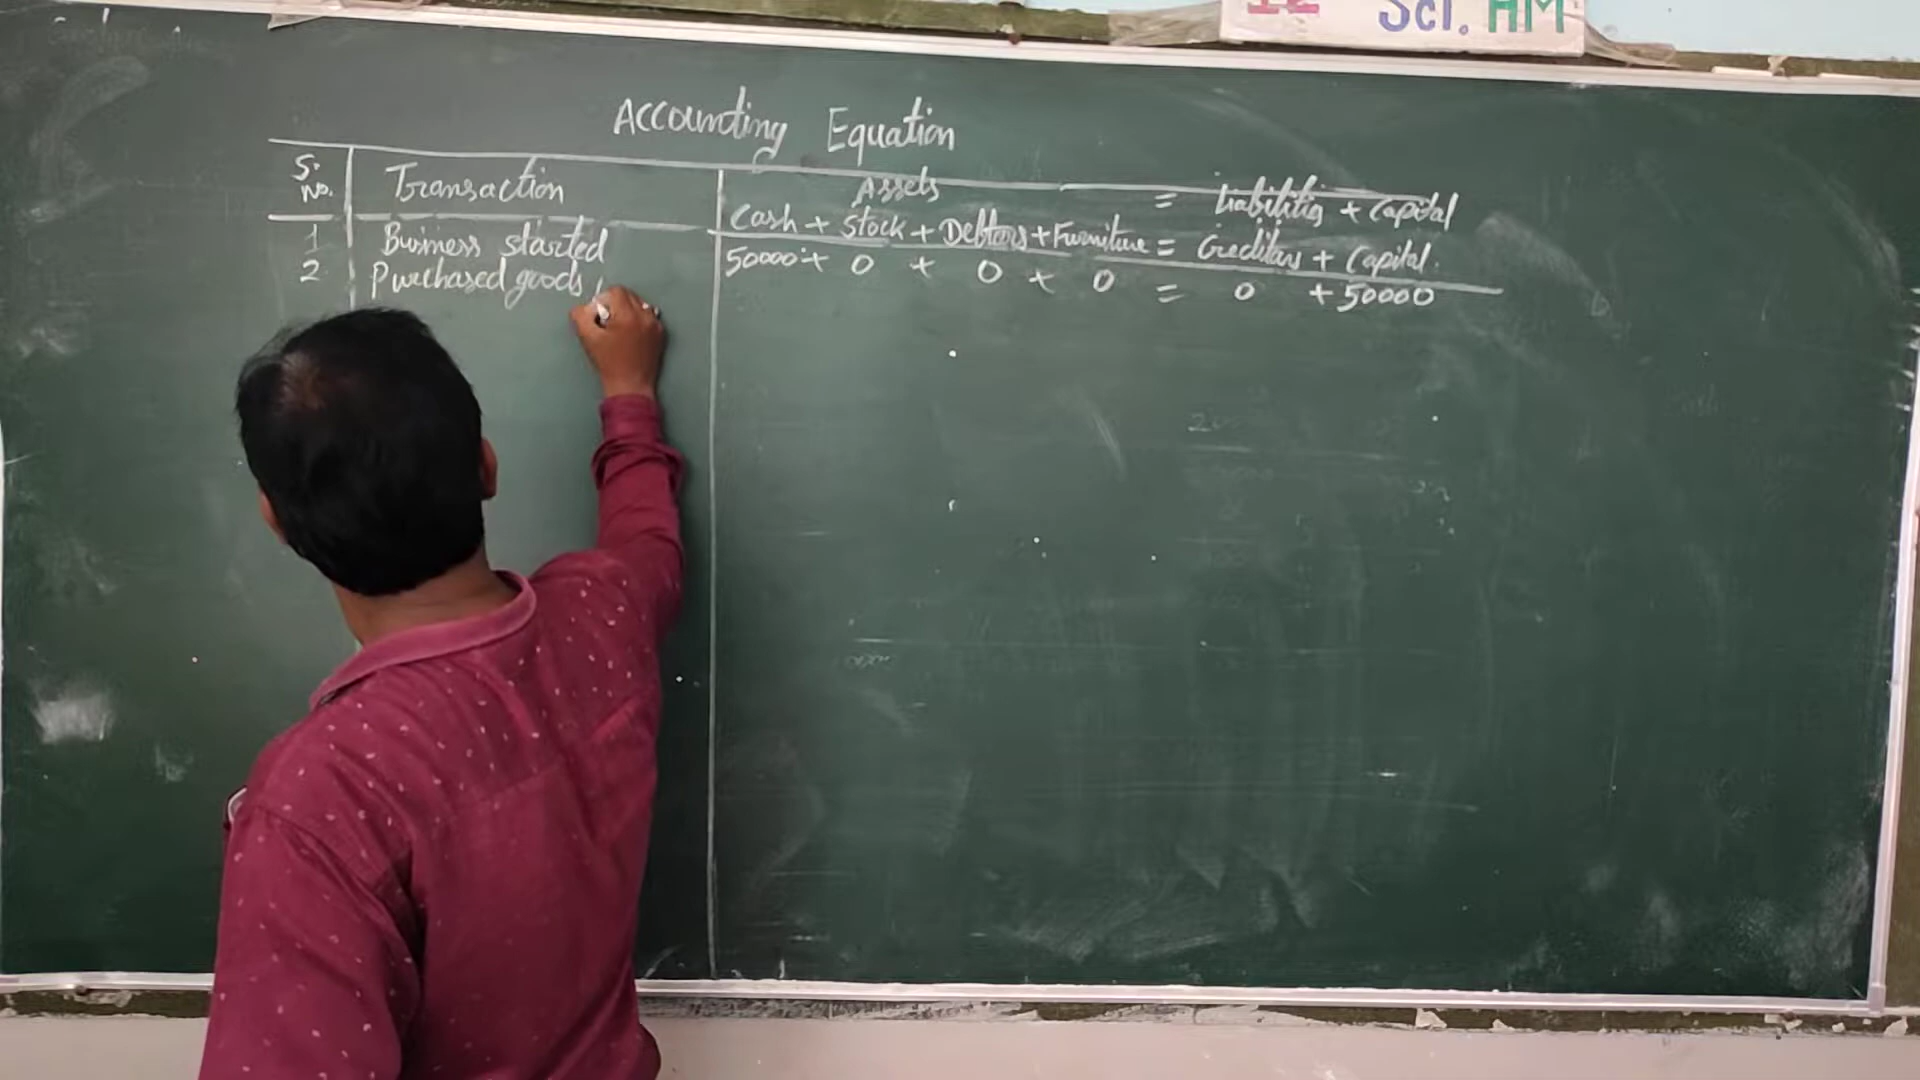 12 Sci. HM
Accounting Equation
S. No. Transaction Assets = Liabilities + Capital
Cash + Stock + Debtors + Furniture = Creditors + Capital.
1 Business started 50000 + 0 + 0 + 0 = 0 + 50000
2 Purchased goods